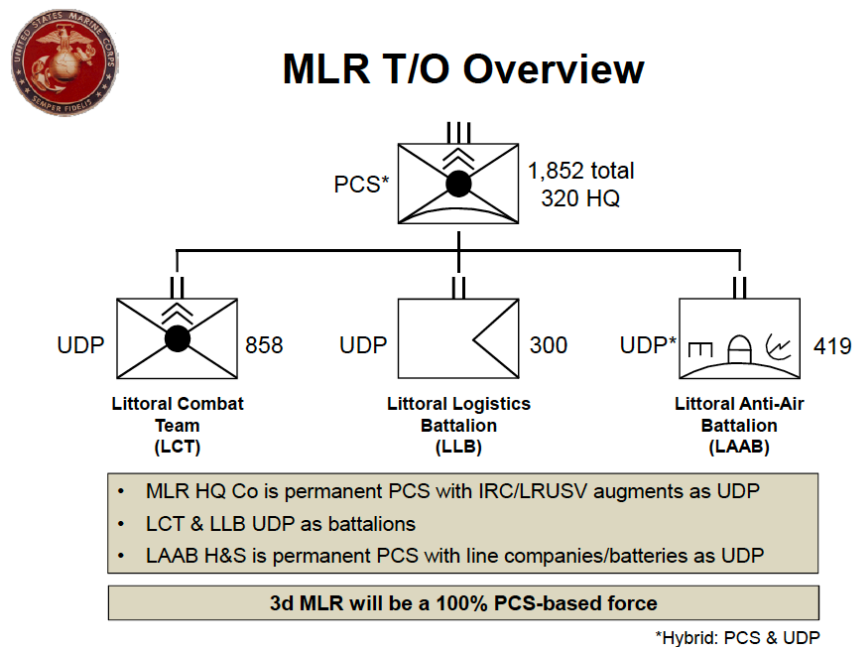 UNITED STATES MARINE CORPS
SEMPER FIDELIS
MLR T/O Overview
PCS*
1,852 total
320 HQ
UDP
858
UDP
300
UDP*
419
Littoral Combat
Team
(LCT)
Littoral Logistics
Battalion
(LLB)
Littoral Anti-Air
Battalion
(LAAB)
• MLR HQ Co is permanent PCS with IRC/LRUSV augments as UDP
• LCT & LLB UDP as battalions
• LAAB H&S is permanent PCS with line companies/batteries as UDP
3d MLR will be a 100% PCS-based force
*Hybrid: PCS & UDP